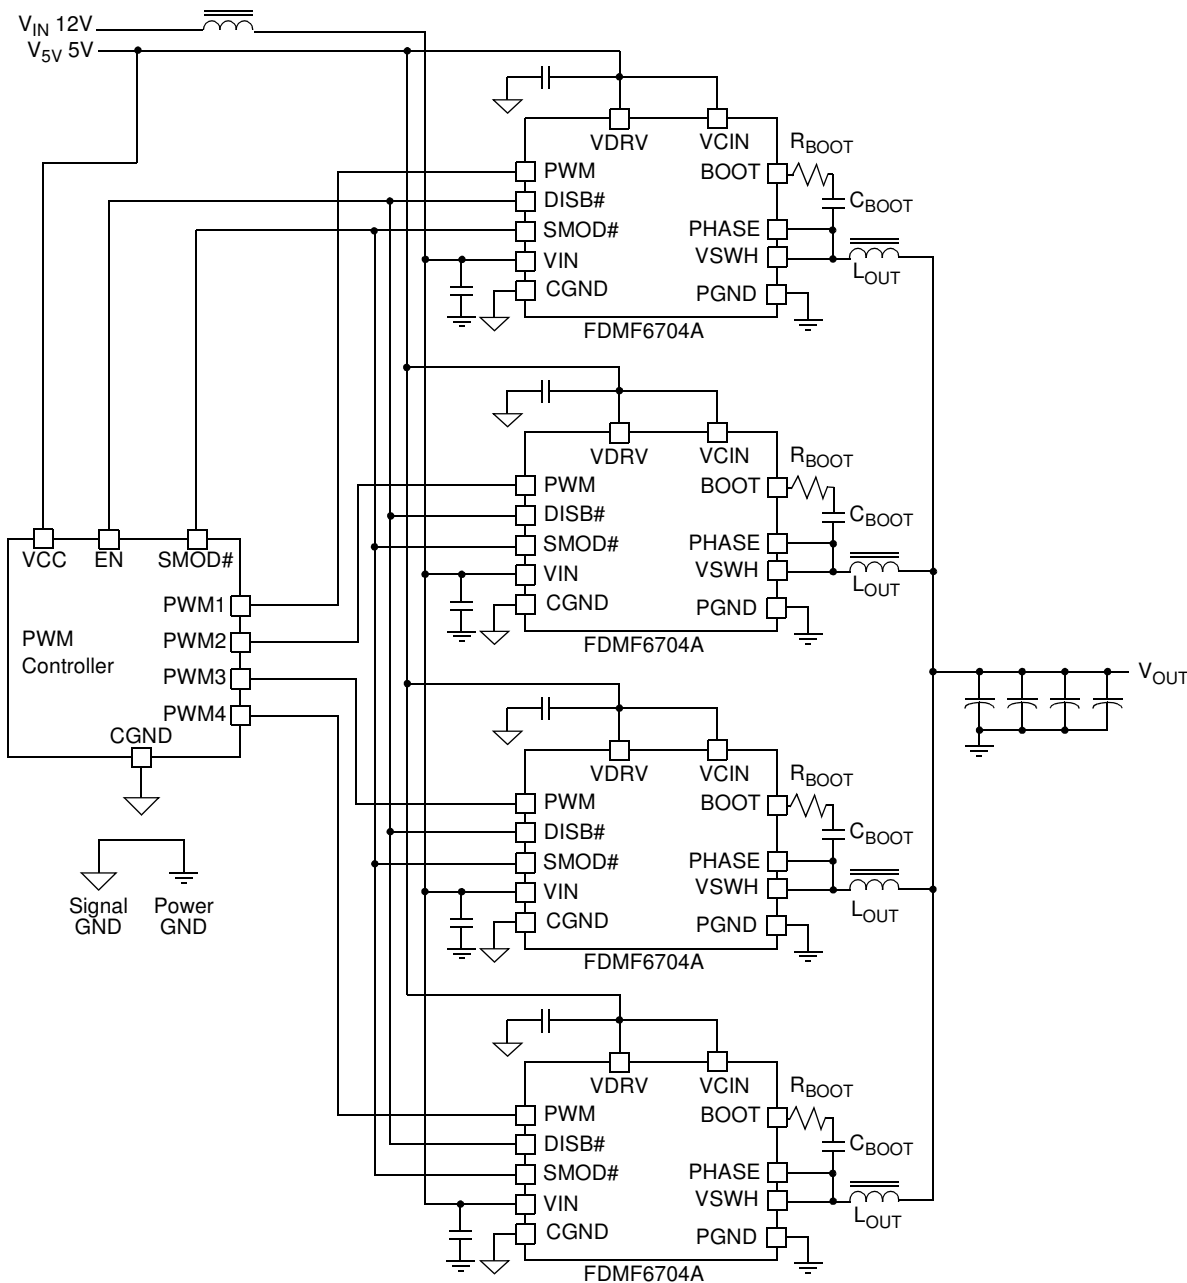 V_IN 12V
V_5V 5V
VDRV
VCIN
PWM
DISB#
SMOD#
VIN
CGND
BOOT
PHASE
VSWH
PGND
R_BOOT
C_BOOT
L_OUT
FDMF6704A
VDRV
VCIN
PWM
DISB#
SMOD#
VIN
CGND
BOOT
PHASE
VSWH
PGND
R_BOOT
C_BOOT
L_OUT
FDMF6704A
VCC
EN
SMOD#
PWM
Controller
PWM1
PWM2
PWM3
PWM4
CGND
Signal
GND
Power
GND
V_OUT
VDRV
VCIN
PWM
DISB#
SMOD#
VIN
CGND
BOOT
PHASE
VSWH
PGND
R_BOOT
C_BOOT
L_OUT
FDMF6704A
VDRV
VCIN
PWM
DISB#
SMOD#
VIN
CGND
BOOT
PHASE
VSWH
PGND
R_BOOT
C_BOOT
L_OUT
FDMF6704A